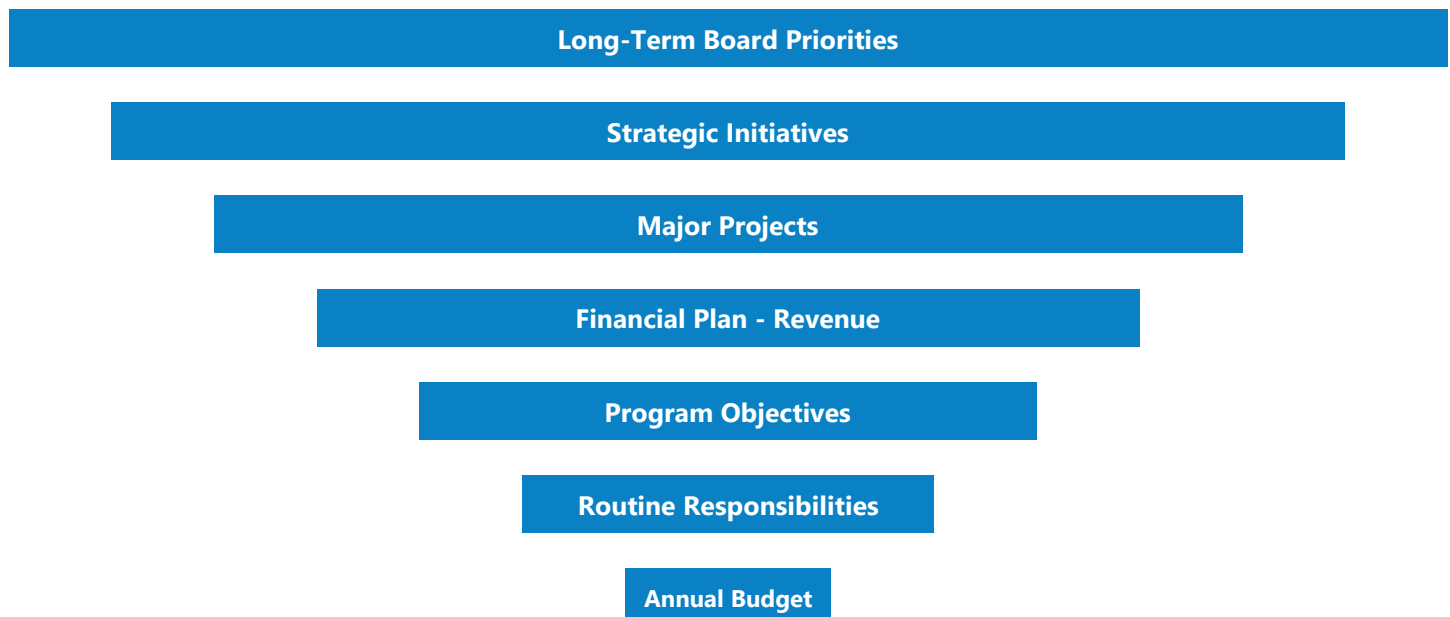 Long-Term Board Priorities
Strategic Initiatives
Major Projects
Financial Plan - Revenue
Program Objectives
Routine Responsibilities
Annual Budget